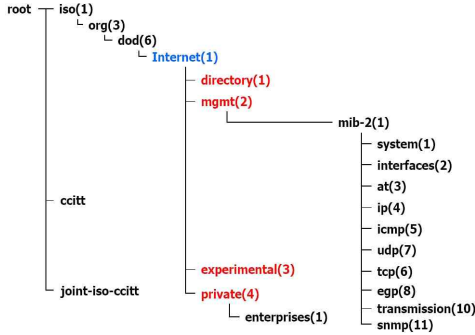 root iso(1)
org(3)
dod(6)
Internet(1)
directory(1)
mgmt(2)
mib-2(1)
system(1)
interfaces(2)
at(3)
ccitt
ip(4)
icmp(5)
udp(7)
experimental(3)
tcp(6)
joint-iso-ccitt
private(4)
egp(8)
enterprises(1)
transmission(10)
snmp(11)